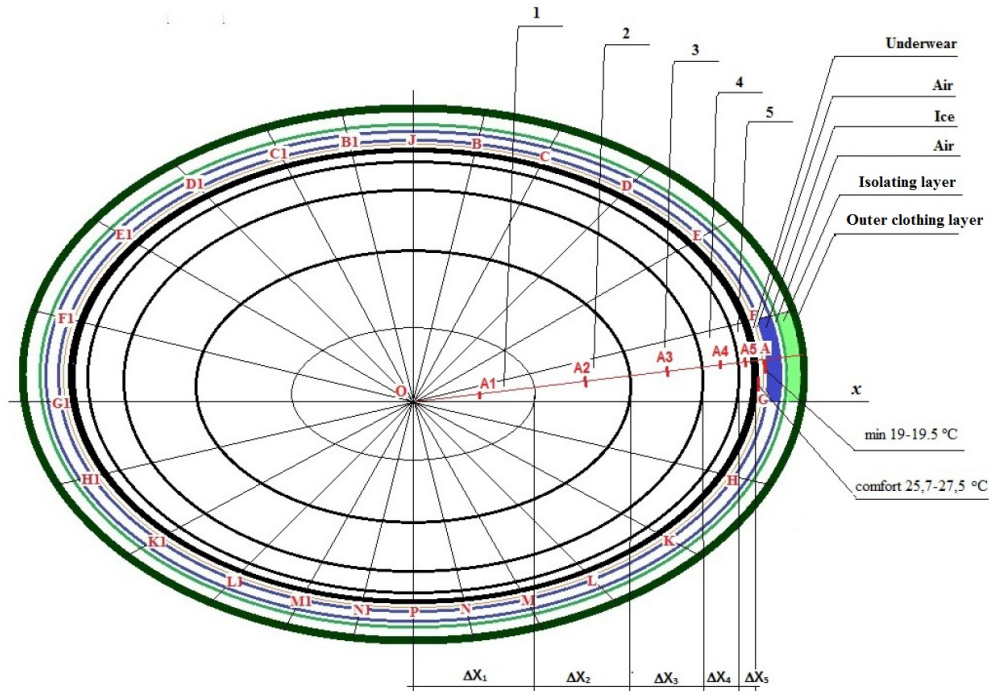 1
2
3
4
5
Underwear
Air
Ice
Air
Isolating layer
Outer clothing layer
C1
B1
J
B
C
D1
D
E1
E
F1
F
A
A5
A4
A3
A2
A1
O
x
G1
G
min 19-19.5 °C
H1
H
comfort 25,7-27,5 °C
K1
K
L1
L
M1
N1
P
N
M
ΔX₁
ΔX₂
ΔX₃
ΔX₄
ΔX₅